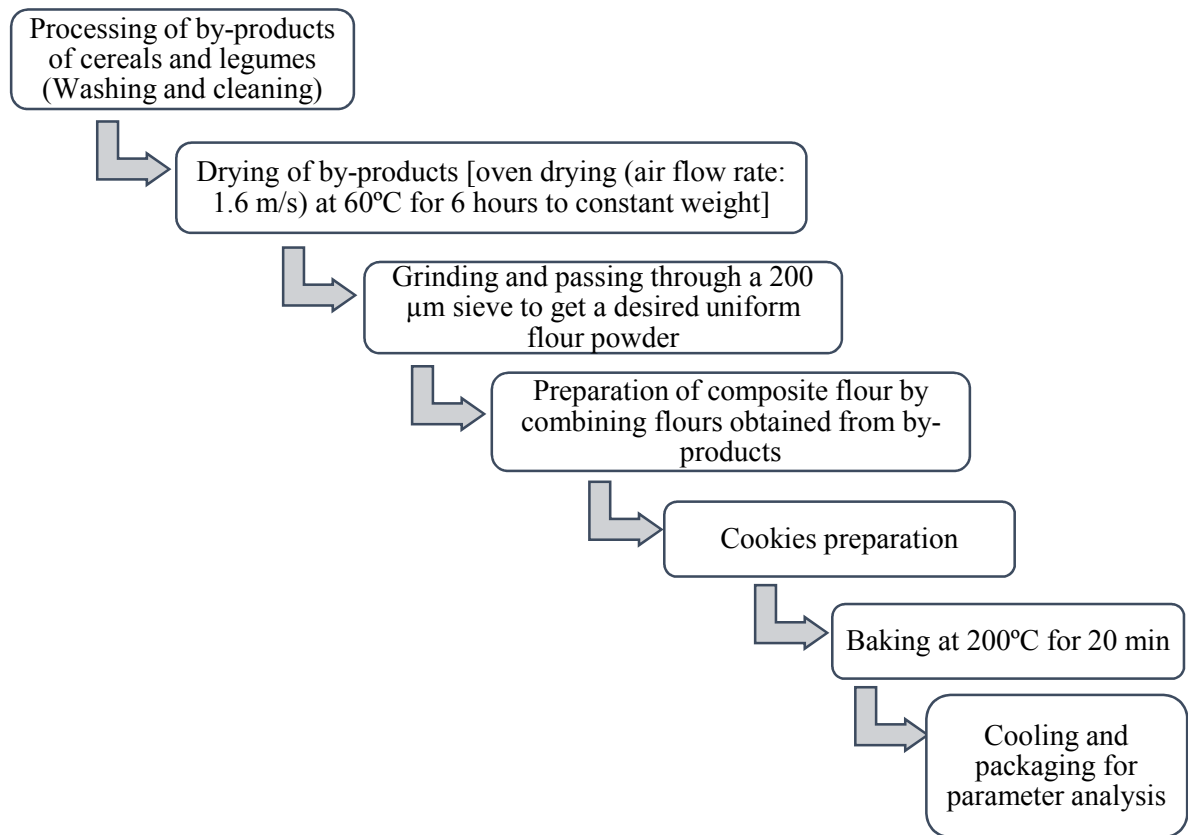 Processing of by-products
of cereals and legumes
(Washing and cleaning)
Drying of by-products [oven drying (air flow rate:
1.6 m/s) at 60ºC for 6 hours to constant weight]
Grinding and passing through a 200
µm sieve to get a desired uniform
flour powder
Preparation of composite flour by
combining flours obtained from by-
products
Cookies preparation
Baking at 200ºC for 20 min
Cooling and
packaging for
parameter analysis